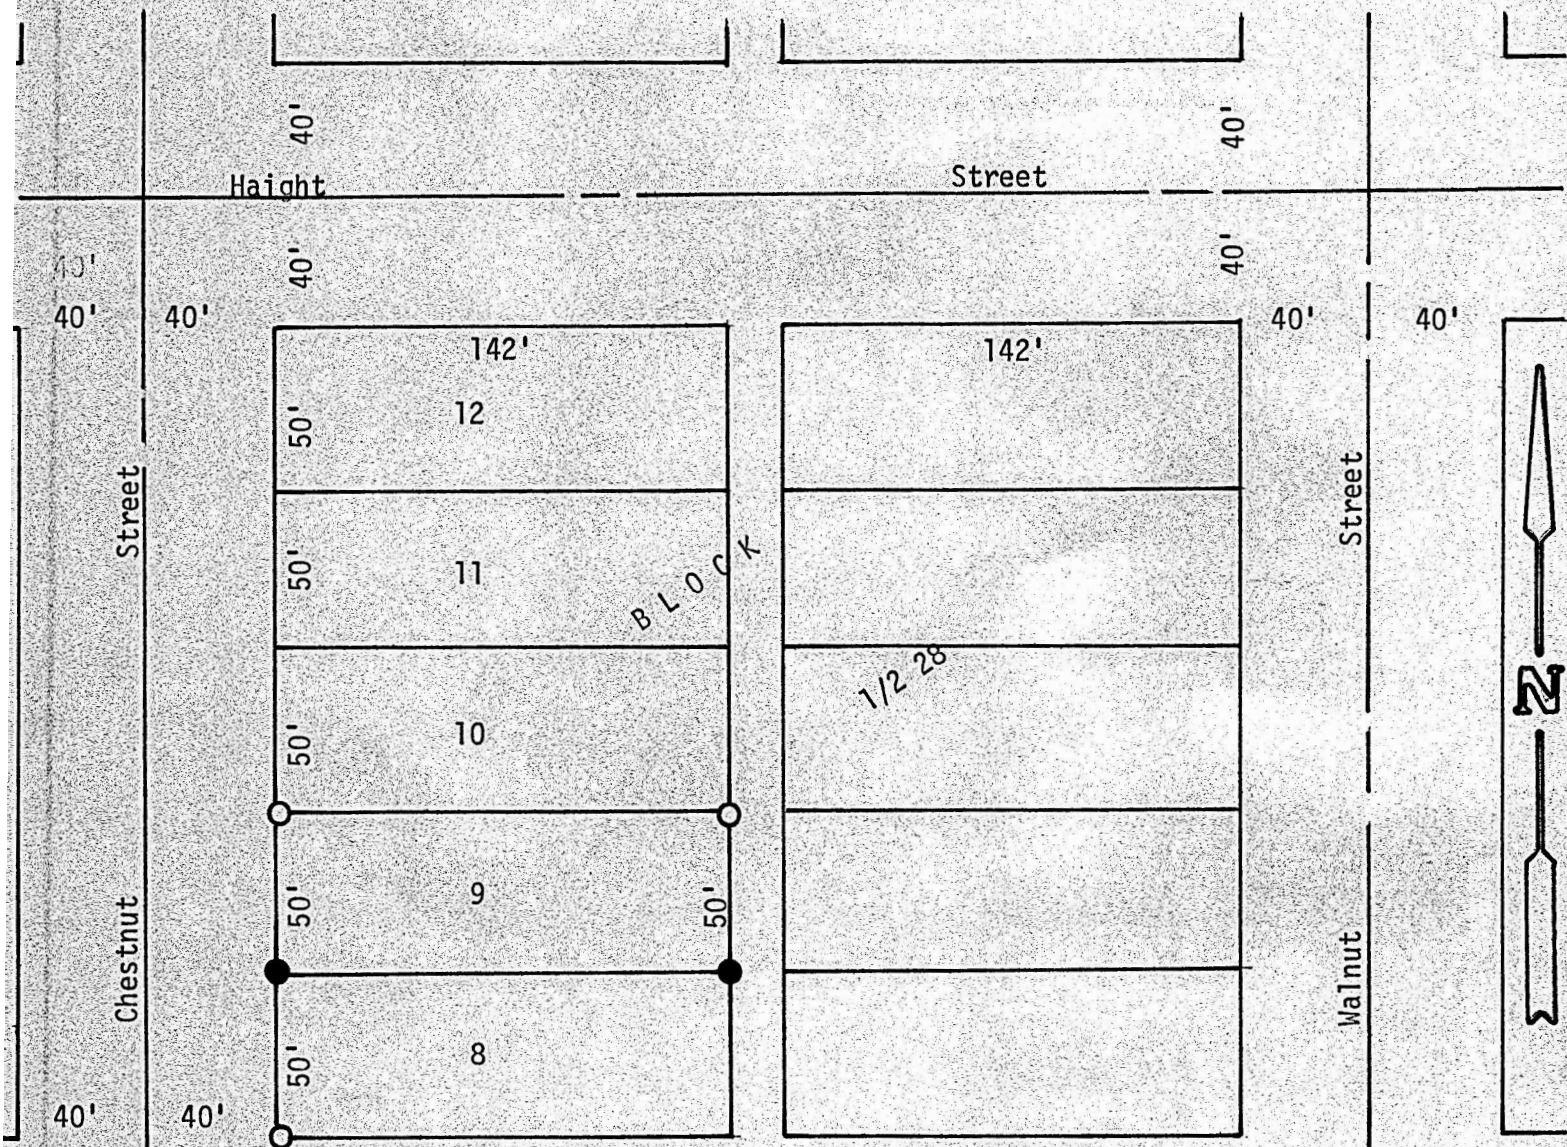 40' 40'
Haight Street
40' 40'
40'
40' 40' 40' 40'
142' 142'
50' 12
Street Street
50' 11
BLOCK
1/2 28
N
50' 10
50' 9 50'
Chestnut Walnut
50' 8
40' 40'